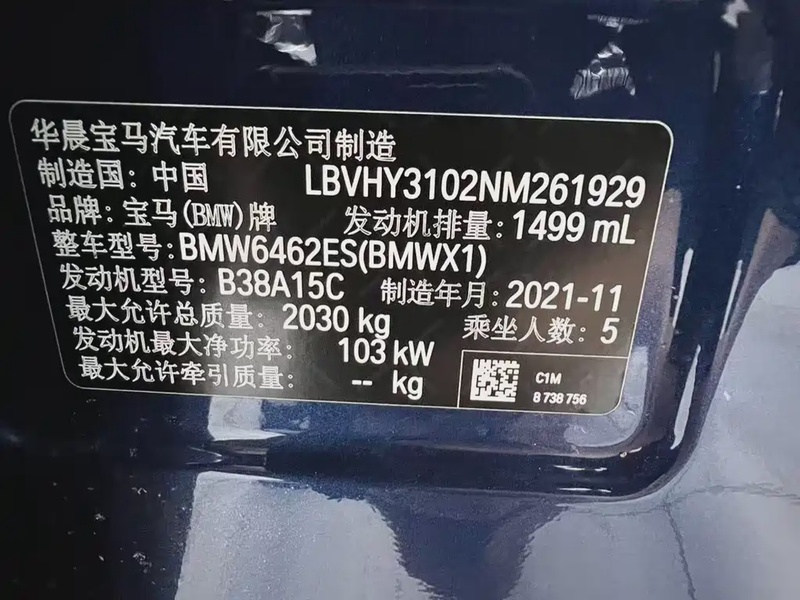 华晨宝马汽车有限公司制造
制造国: 中国 LBVHY3102NM261929
品牌: 宝马(BMW)牌 发动机排量: 1499 mL
整车型号: BMW6462ES(BMWX1)
发动机型号: B38A15C 制造年月: 2021-11
最大允许总质量: 2030 kg 乘坐人数: 5
发动机最大净功率: 103 kW
最大允许牵引质量: -- kg
C1M
8 738 756